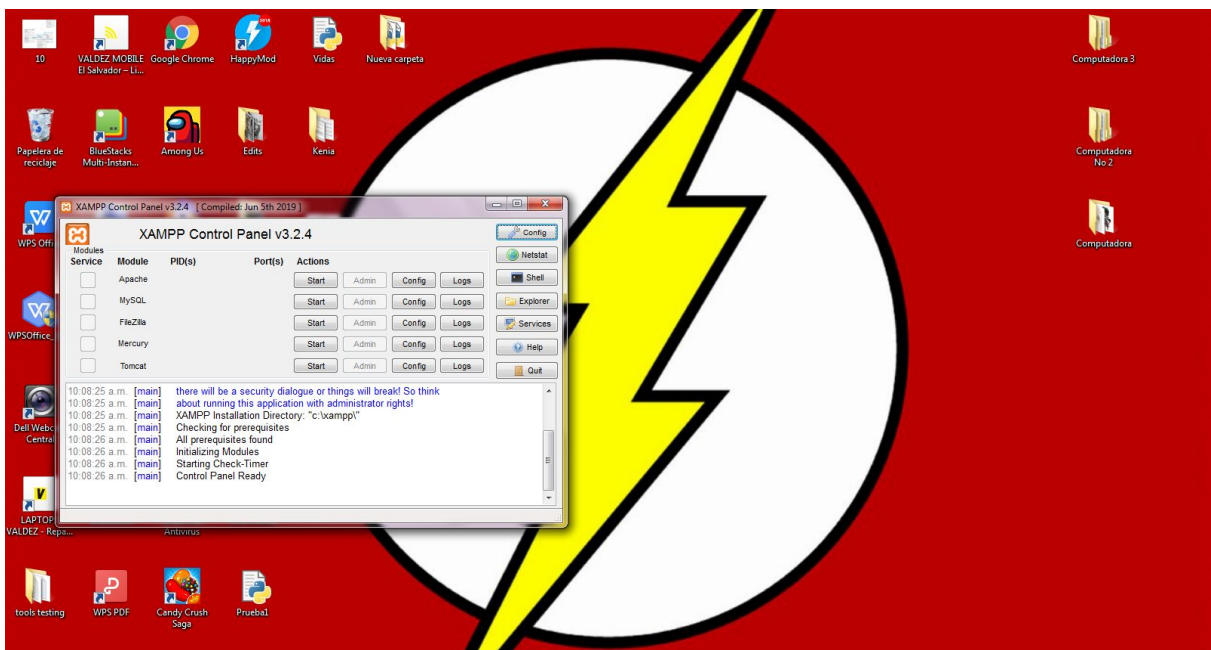 10
VALDEZ MOBILE
El Salvador – Li...
Google Chrome
HappyMod
Vidas
Nueva carpeta
Computadora 3
Papelera de
reciclaje
BlueStacks
Multi-Instan...
Among Us
Edits
Kenia
Computadora
No 2
WPS Offi
Computadora
WPSOffice_
Dell Webc
Central
LAPTOP
VALDEZ - Repa...
Antivirus
tools testing
WPS PDF
Candy Crush
Saga
Prueba1
XAMPP Control Panel v3.2.4 [ Compiled: Jun 5th 2019 ]
XAMPP Control Panel v3.2.4
Config
Modules
Service Module PID(s) Port(s) Actions
Netstat
Apache Start Admin Config Logs
Shell
MySQL Start Admin Config Logs
Explorer
FileZilla Start Admin Config Logs
Services
Mercury Start Admin Config Logs
Help
Tomcat Start Admin Config Logs
Quit
10:08:25 a.m. [main] there will be a security dialogue or things will break! So think
10:08:25 a.m. [main] about running this application with administrator rights!
10:08:25 a.m. [main] XAMPP Installation Directory: "c:\xampp\"
10:08:25 a.m. [main] Checking for prerequisites
10:08:26 a.m. [main] All prerequisites found
10:08:26 a.m. [main] Initializing Modules
10:08:26 a.m. [main] Starting Check-Timer
10:08:26 a.m. [main] Control Panel Ready